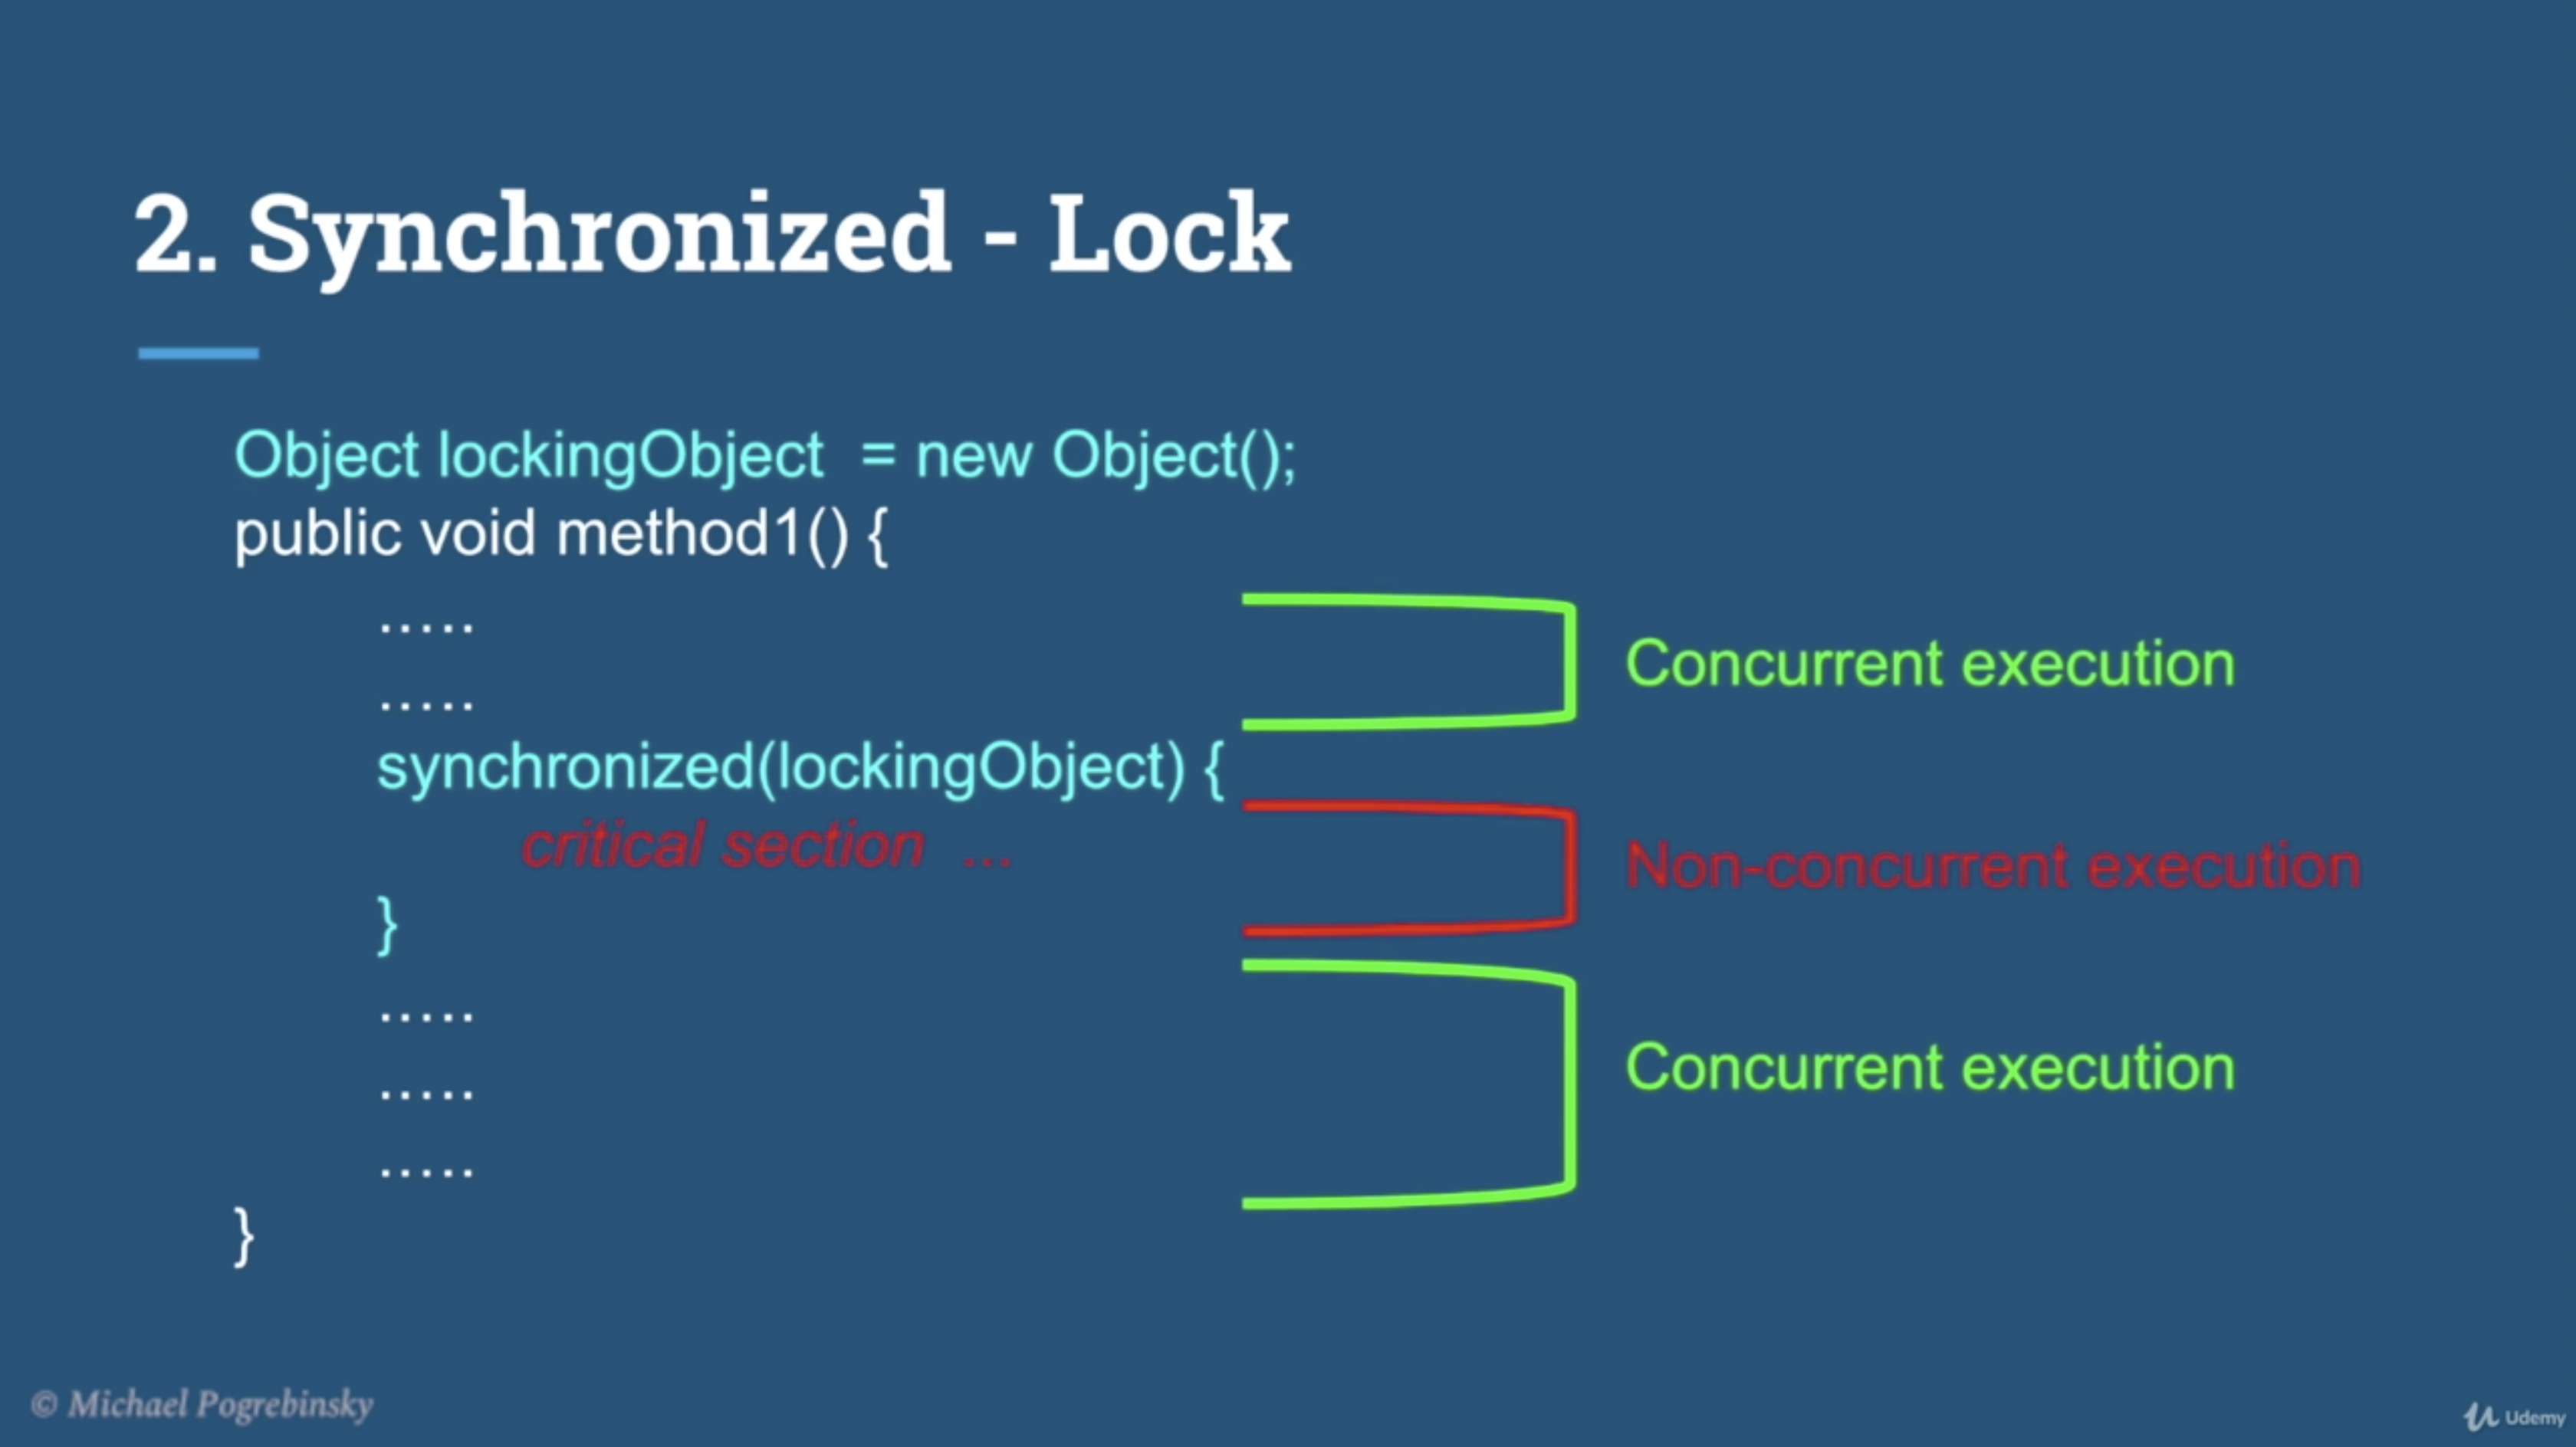 2. Synchronized - Lock
Object lockingObject  = new Object();
public void method1() {
.....
.....
Concurrent execution
synchronized(lockingObject) {
critical section  ...
Non-concurrent execution
}
.....
.....
Concurrent execution
.....
}
© Michael Pogrebinsky
Udemy